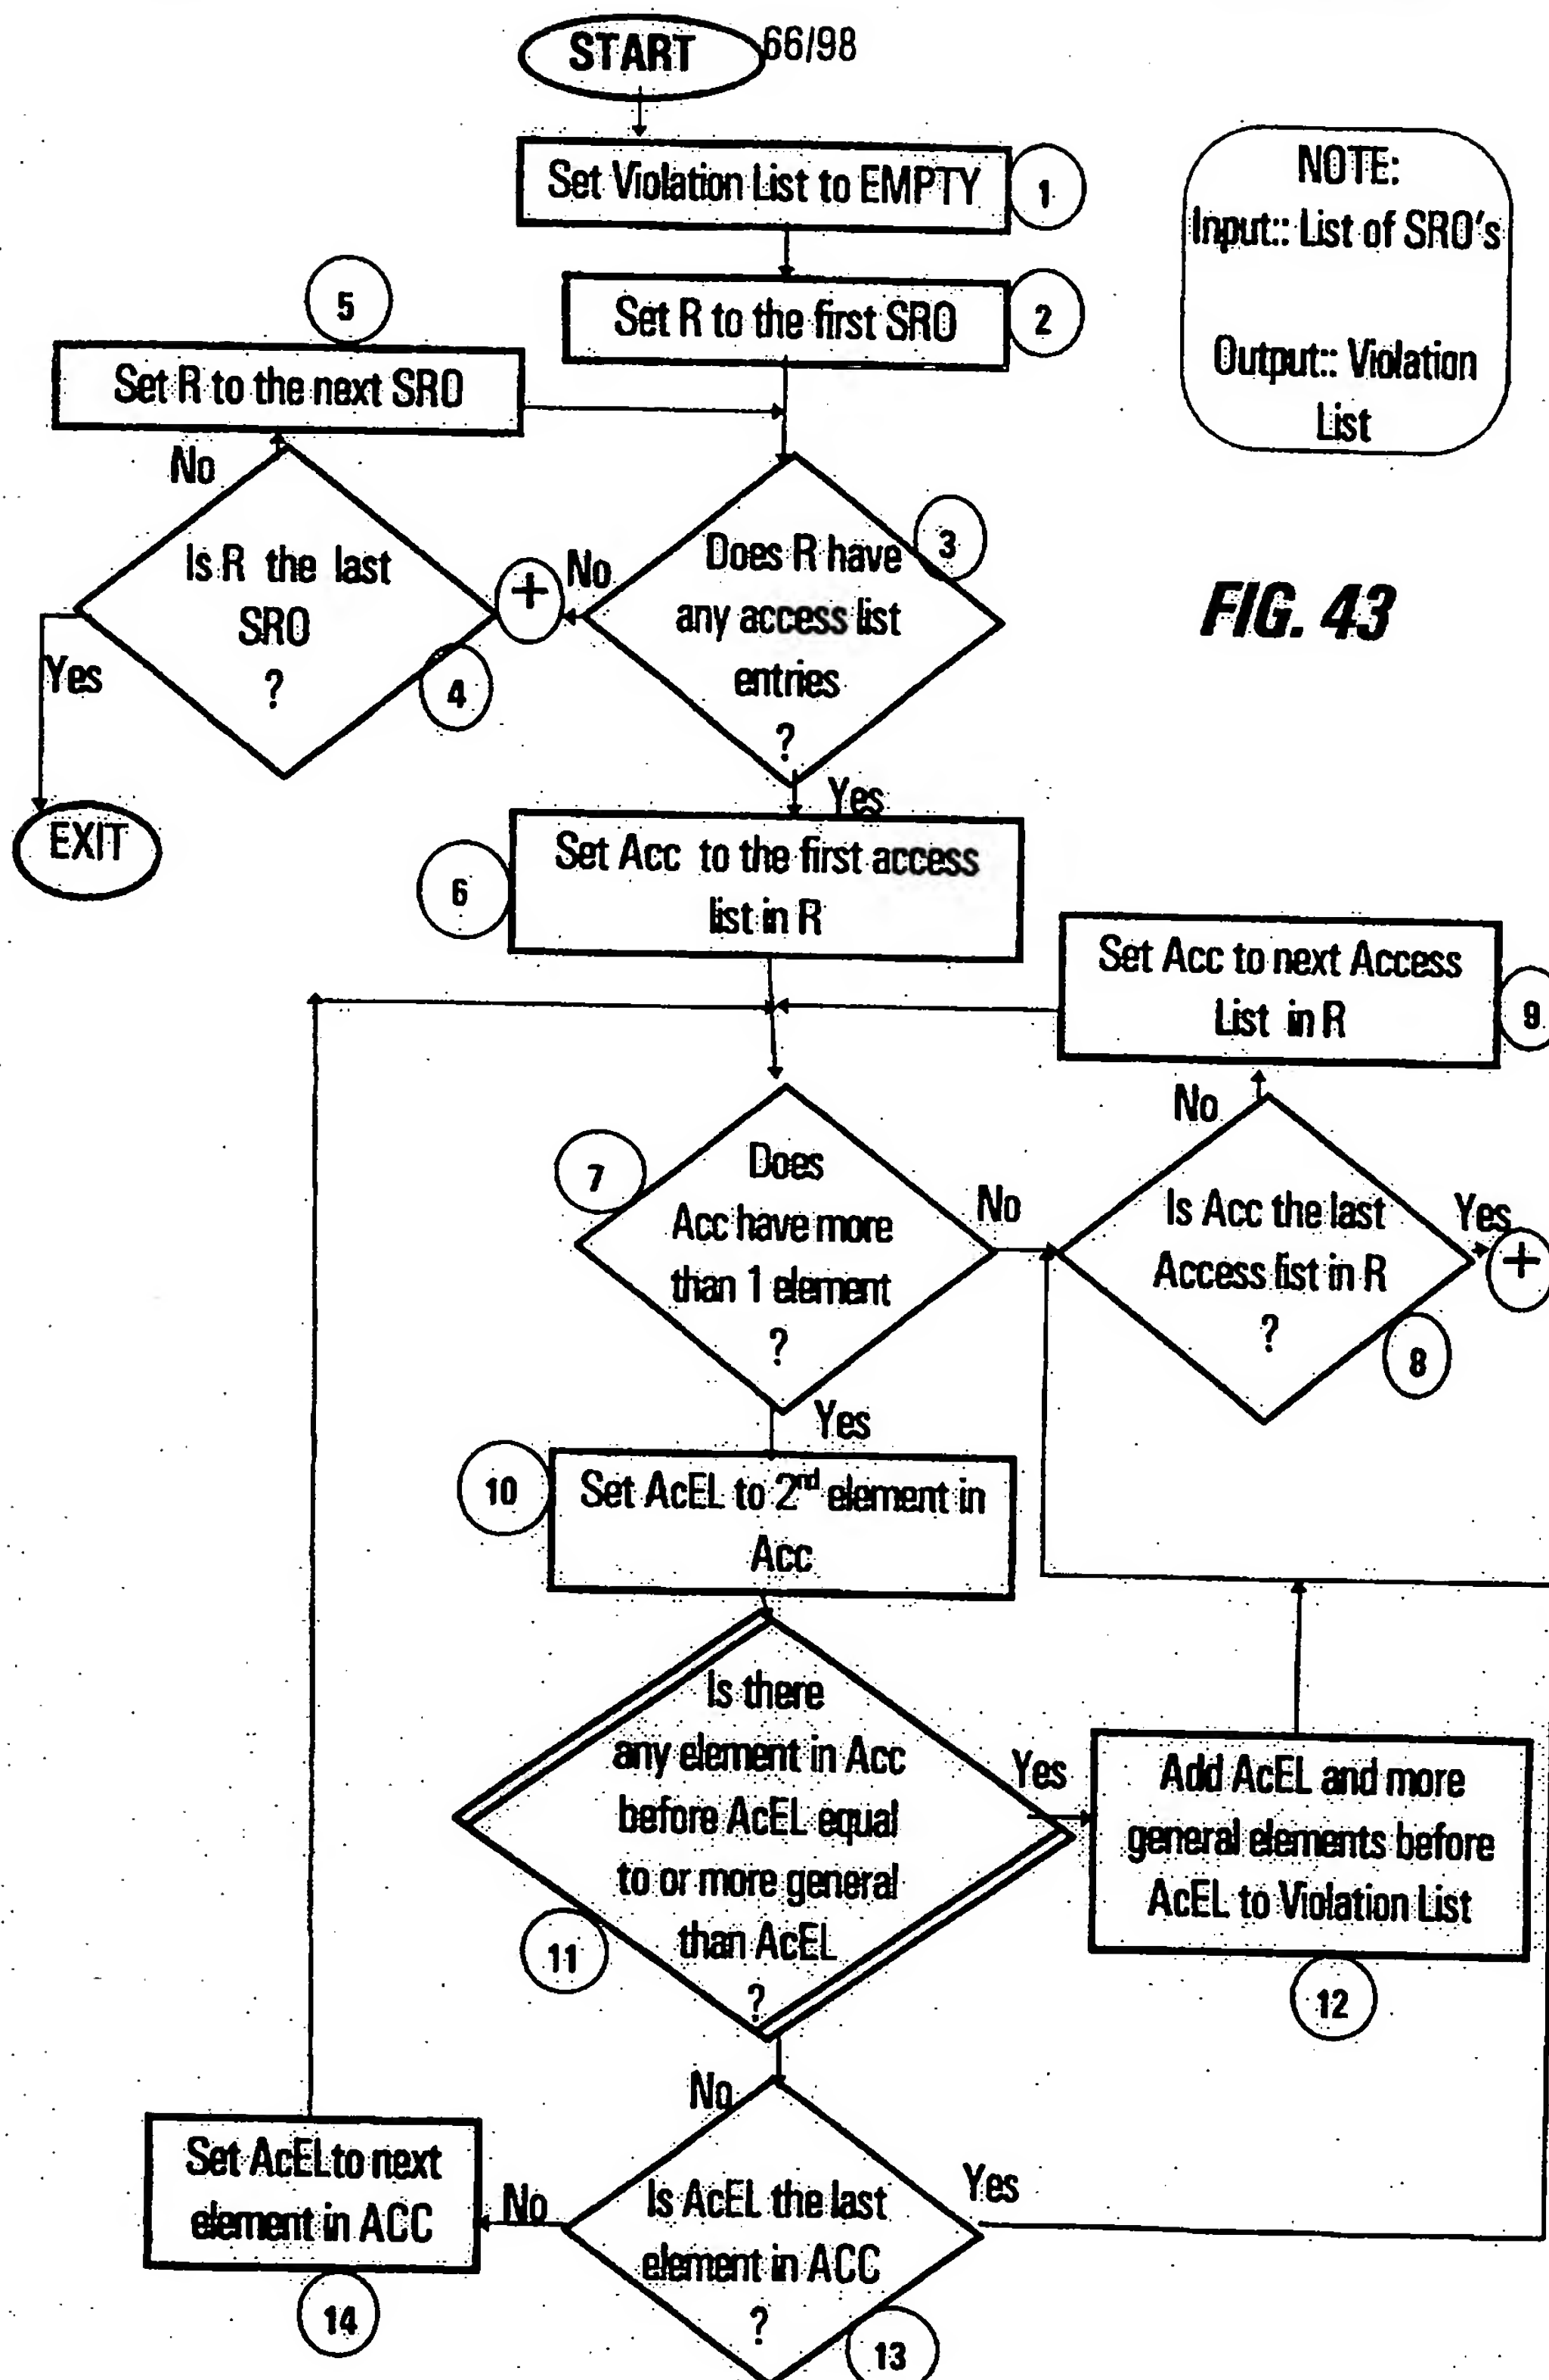 START 66/98
Set Violation List to EMPTY
1
NOTE:
Input:: List of SRO's
Output:: Violation
List
Set R to the first SRO
2
5
Set R to the next SRO
No
Is R the last
SRO
?
4
Yes
EXIT
+
No
Does R have
any access list
entries
?
3
Yes
FIG. 43
6
Set Acc to the first access
list in R
Set Acc to next Access
List in R
9
No
7
Does
Acc have more
than 1 element
?
No
Is Acc the last
Access list in R
?
8
Yes
+
Yes
10
Set AcEL to 2nd element in
Acc
Is there
any element in Acc
before AcEL equal
to or more general
than AcEL
?
11
Yes
Add AcEL and more
general elements before
AcEL to Violation List
12
No
Set AcEL to next
element in ACC
14
No
Is AcEL the last
element in ACC
?
13
Yes